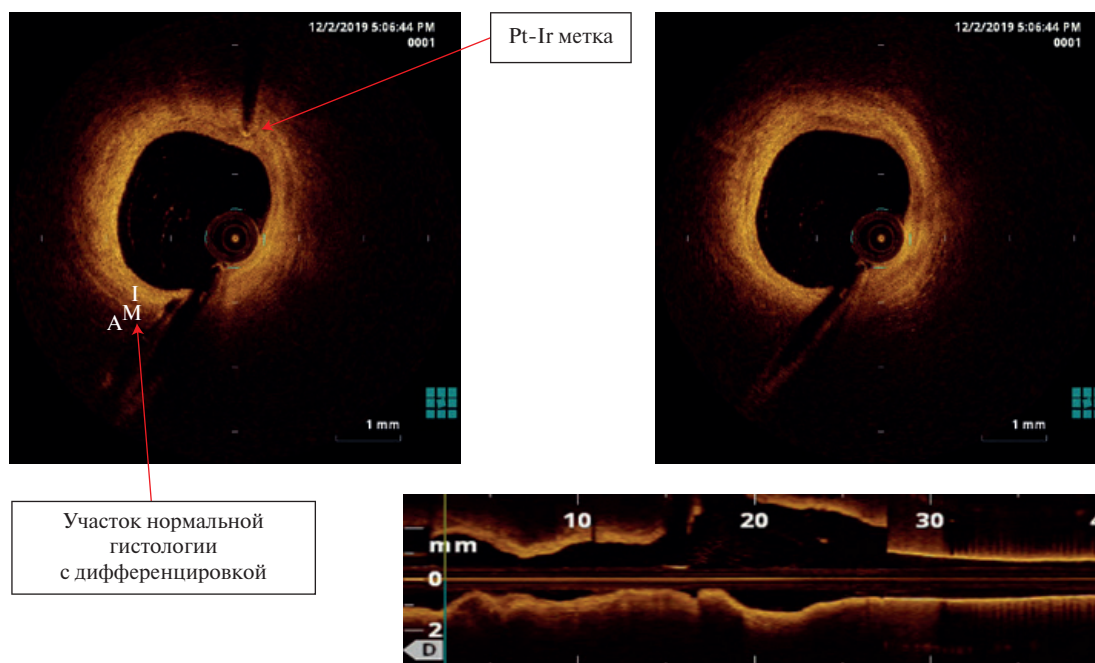 12/2/2019 5:06:44 PM
0001
Pt-Ir метка
12/2/2019 5:06:44 PM
0001
I
A M
1 mm
1 mm
Участок нормальной
гистологии
с дифференцировкой
10
20
30
4
mm
0
2
D